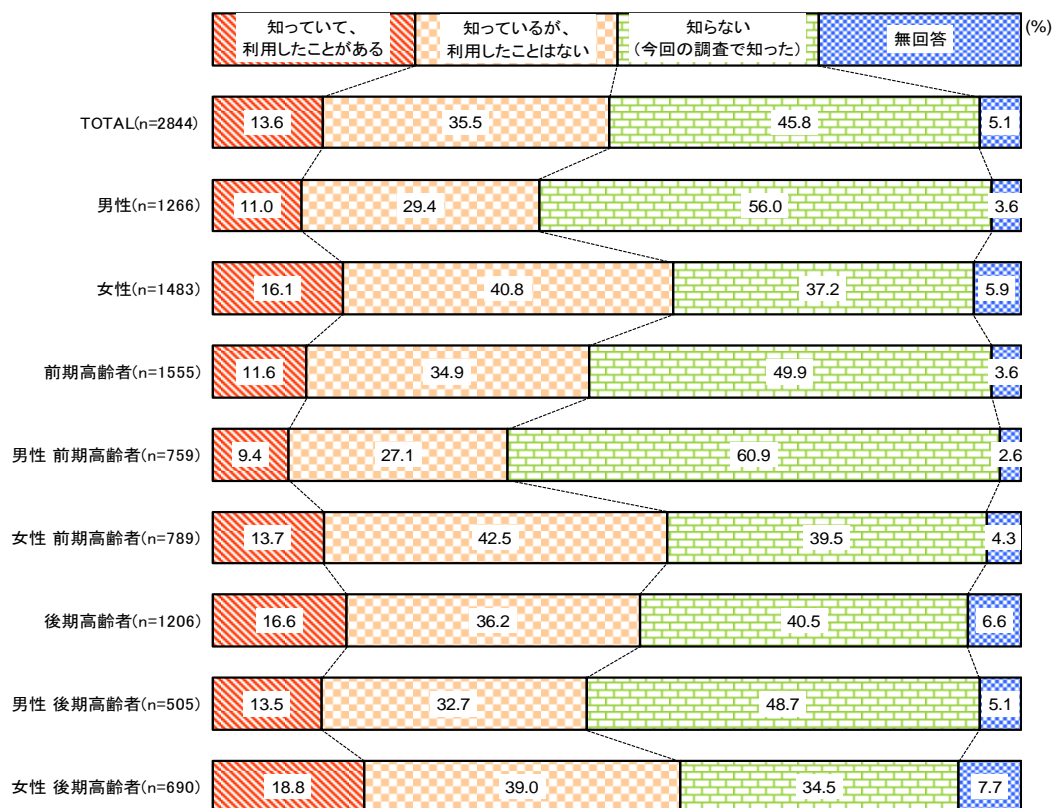 知っていて、
利用したことがある
知っているが、
利用したことはない
知らない
(今回の調査で知った)
無回答
(%)
TOTAL(n=2844) 13.6 35.5 45.8 5.1
男性(n=1266) 11.0 29.4 56.0 3.6
女性(n=1483) 16.1 40.8 37.2 5.9
前期高齢者(n=1555) 11.6 34.9 49.9 3.6
男性 前期高齢者(n=759) 9.4 27.1 60.9 2.6
女性 前期高齢者(n=789) 13.7 42.5 39.5 4.3
後期高齢者(n=1206) 16.6 36.2 40.5 6.6
男性 後期高齢者(n=505) 13.5 32.7 48.7 5.1
女性 後期高齢者(n=690) 18.8 39.0 34.5 7.7